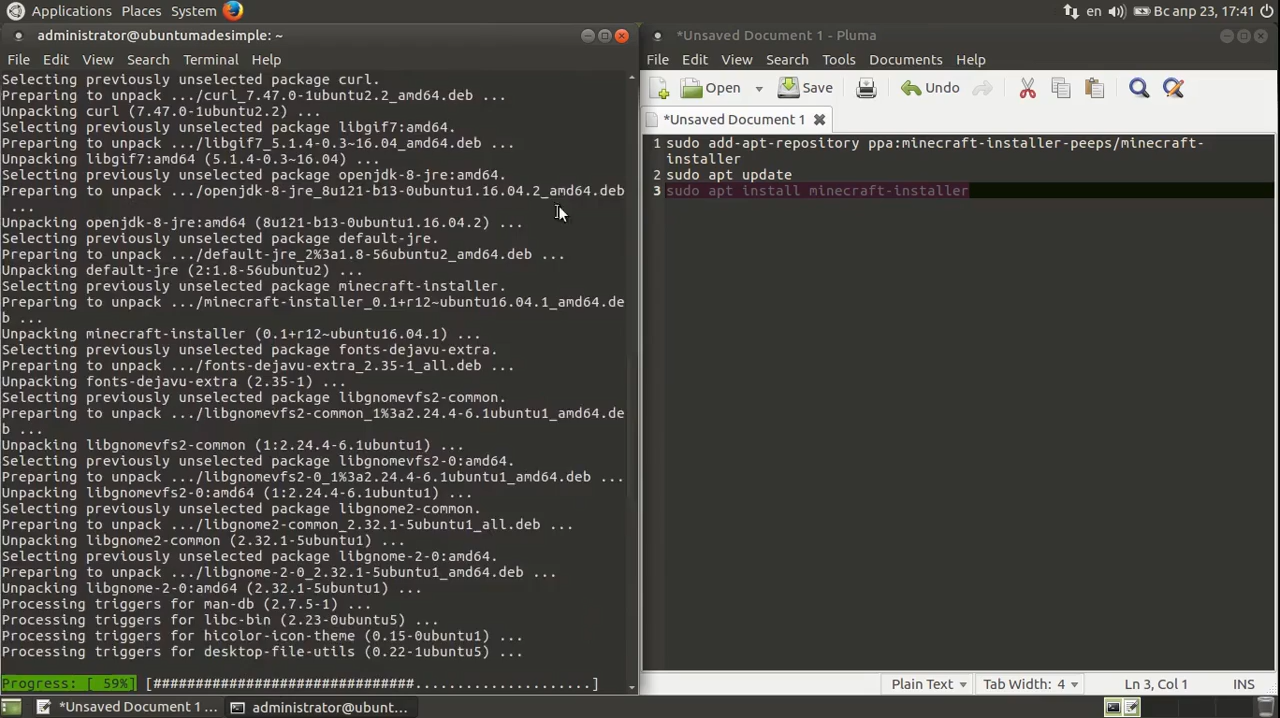 Applications Places System en Вс апр 23, 17:41
administrator@ubuntumadesimple: ~
File Edit View Search Terminal Help
Selecting previously unselected package curl.
Preparing to unpack .../curl_7.47.0-1ubuntu2.2_amd64.deb ...
Unpacking curl (7.47.0-1ubuntu2.2) ...
Selecting previously unselected package libgif7:amd64.
Preparing to unpack .../libgif7_5.1.4-0.3~16.04_amd64.deb ...
Unpacking libgif7:amd64 (5.1.4-0.3~16.04) ...
Selecting previously unselected package openjdk-8-jre:amd64.
Preparing to unpack .../openjdk-8-jre_8u121-b13-0ubuntu1.16.04.2_amd64.deb
...
Unpacking openjdk-8-jre:amd64 (8u121-b13-0ubuntu1.16.04.2) ...
Selecting previously unselected package default-jre.
Preparing to unpack .../default-jre_2%3a1.8-56ubuntu2_amd64.deb ...
Unpacking default-jre (2:1.8-56ubuntu2) ...
Selecting previously unselected package minecraft-installer.
Preparing to unpack .../minecraft-installer_0.1+r12~ubuntu16.04.1_amd64.de
b ...
Unpacking minecraft-installer (0.1+r12~ubuntu16.04.1) ...
Selecting previously unselected package fonts-dejavu-extra.
Preparing to unpack .../fonts-dejavu-extra_2.35-1_all.deb ...
Unpacking fonts-dejavu-extra (2.35-1) ...
Selecting previously unselected package libgnomevfs2-common.
Preparing to unpack .../libgnomevfs2-common_1%3a2.24.4-6.1ubuntu1_amd64.de
b ...
Unpacking libgnomevfs2-common (1:2.24.4-6.1ubuntu1) ...
Selecting previously unselected package libgnomevfs2-0:amd64.
Preparing to unpack .../libgnomevfs2-0_1%3a2.24.4-6.1ubuntu1_amd64.deb ...
Unpacking libgnomevfs2-0:amd64 (1:2.24.4-6.1ubuntu1) ...
Selecting previously unselected package libgnome2-common.
Preparing to unpack .../libgnome2-common_2.32.1-5ubuntu1_all.deb ...
Unpacking libgnome2-common (2.32.1-5ubuntu1) ...
Selecting previously unselected package libgnome-2-0:amd64.
Preparing to unpack .../libgnome-2-0_2.32.1-5ubuntu1_amd64.deb ...
Unpacking libgnome-2-0:amd64 (2.32.1-5ubuntu1) ...
Processing triggers for man-db (2.7.5-1) ...
Processing triggers for libc-bin (2.23-0ubuntu5) ...
Processing triggers for hicolor-icon-theme (0.15-0ubuntu1) ...
Processing triggers for desktop-file-utils (0.22-1ubuntu5) ...
Progress: [ 59%] [###############################.....................]
*Unsaved Document 1 - Pluma
File Edit View Search Tools Documents Help
Open Save Undo
*Unsaved Document 1
1 sudo add-apt-repository ppa:minecraft-installer-peeps/minecraft-
installer
2 sudo apt update
3 sudo apt install minecraft-installer
Plain Text Tab Width: 4 Ln 3, Col 1 INS
*Unsaved Document 1 ... administrator@ubunt...